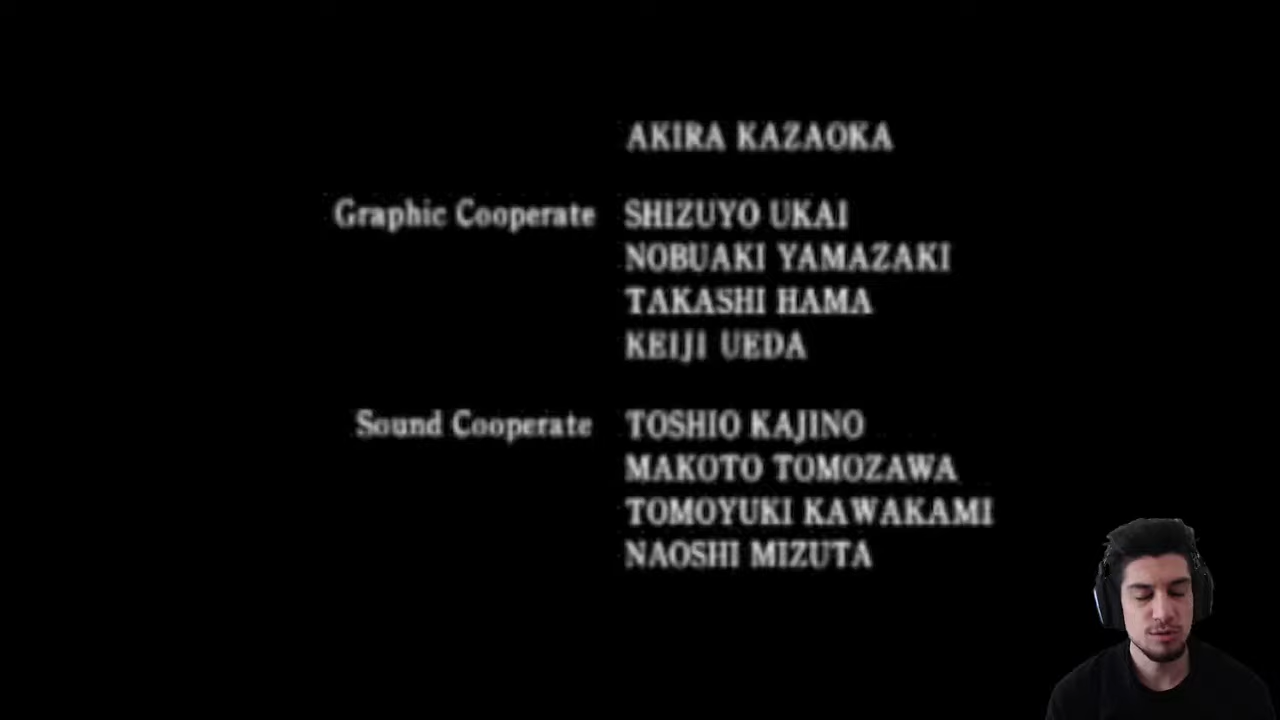 AKIRA KAZAOKA
Graphic Cooperate SHIZUYO UKAI
NOBUAKI YAMAZAKI
TAKASHI HAMA
KEIJI UEDA
Sound Cooperate TOSHIO KAJINO
MAKOTO TOMOZAWA
TOMOYUKI KAWAKAMI
NAOSHI MIZUTA